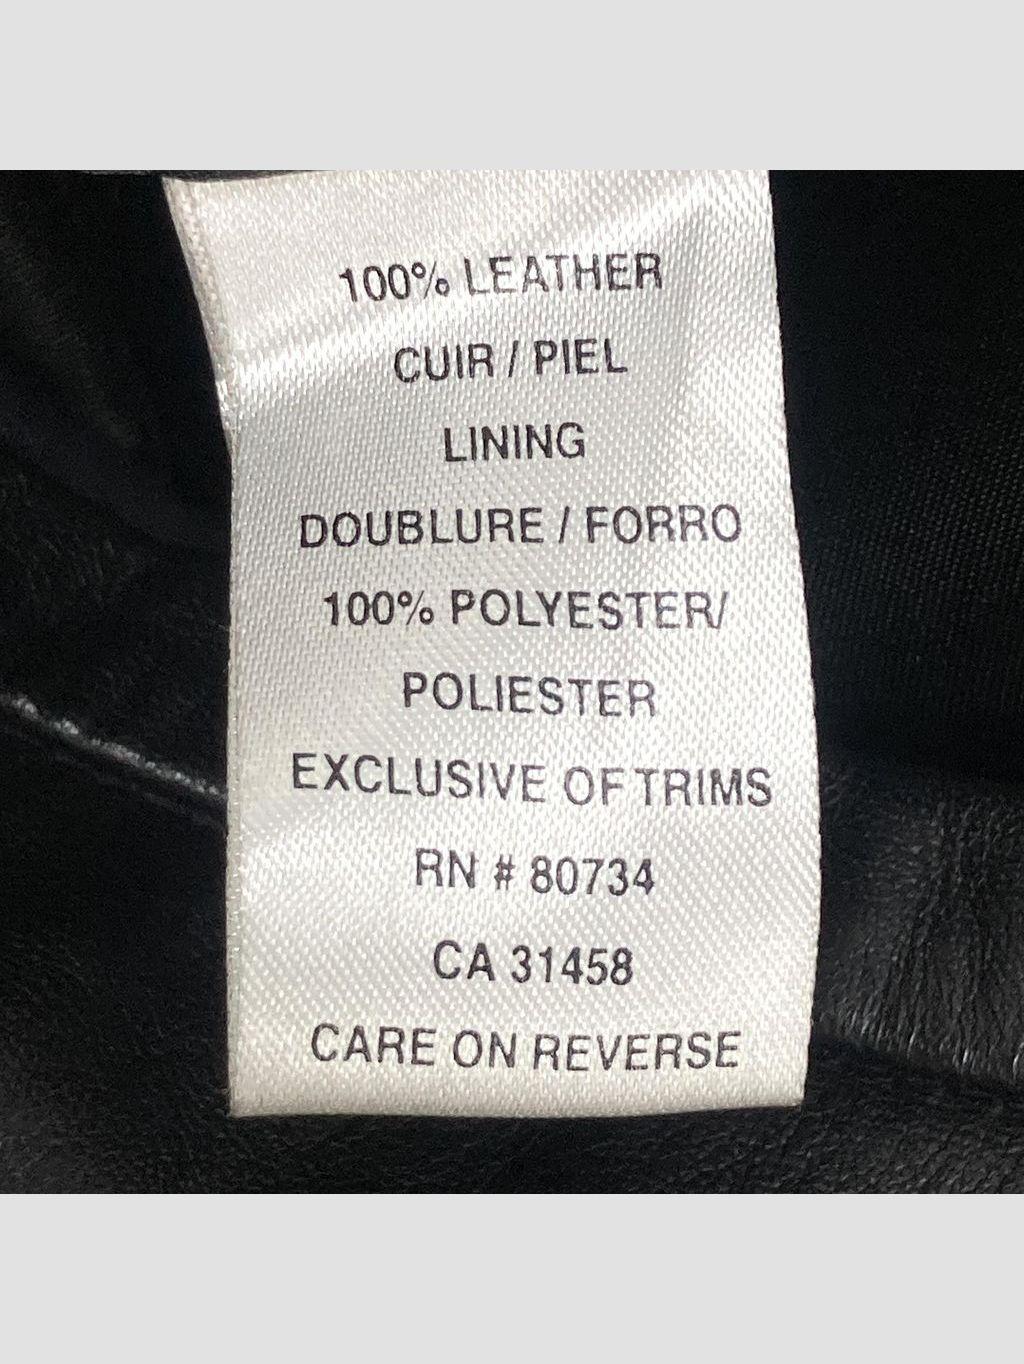 100% LEATHER
CUIR / PIEL
LINING
DOUBLURE / FORRO
100% POLYESTER/
POLIESTER
EXCLUSIVE OF TRIMS
RN # 80734
CA 31458
CARE ON REVERSE